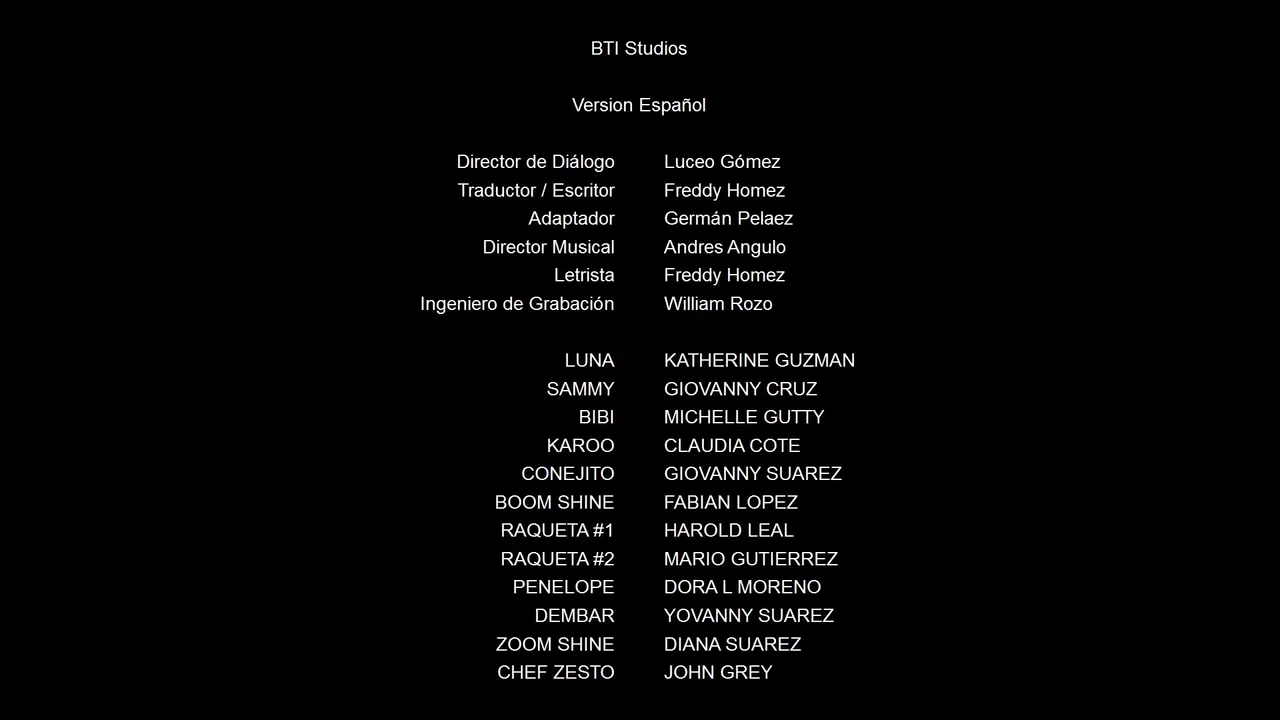 BTI Studios
Version Español
Director de Diálogo Luceo Gómez
Traductor / Escritor Freddy Homez
Adaptador Germán Pelaez
Director Musical Andres Angulo
Letrista Freddy Homez
Ingeniero de Grabación William Rozo
LUNA KATHERINE GUZMAN
SAMMY GIOVANNY CRUZ
BIBI MICHELLE GUTTY
KAROO CLAUDIA COTE
CONEJITO GIOVANNY SUAREZ
BOOM SHINE FABIAN LOPEZ
RAQUETA #1 HAROLD LEAL
RAQUETA #2 MARIO GUTIERREZ
PENELOPE DORA L MORENO
DEMBAR YOVANNY SUAREZ
ZOOM SHINE DIANA SUAREZ
CHEF ZESTO JOHN GREY